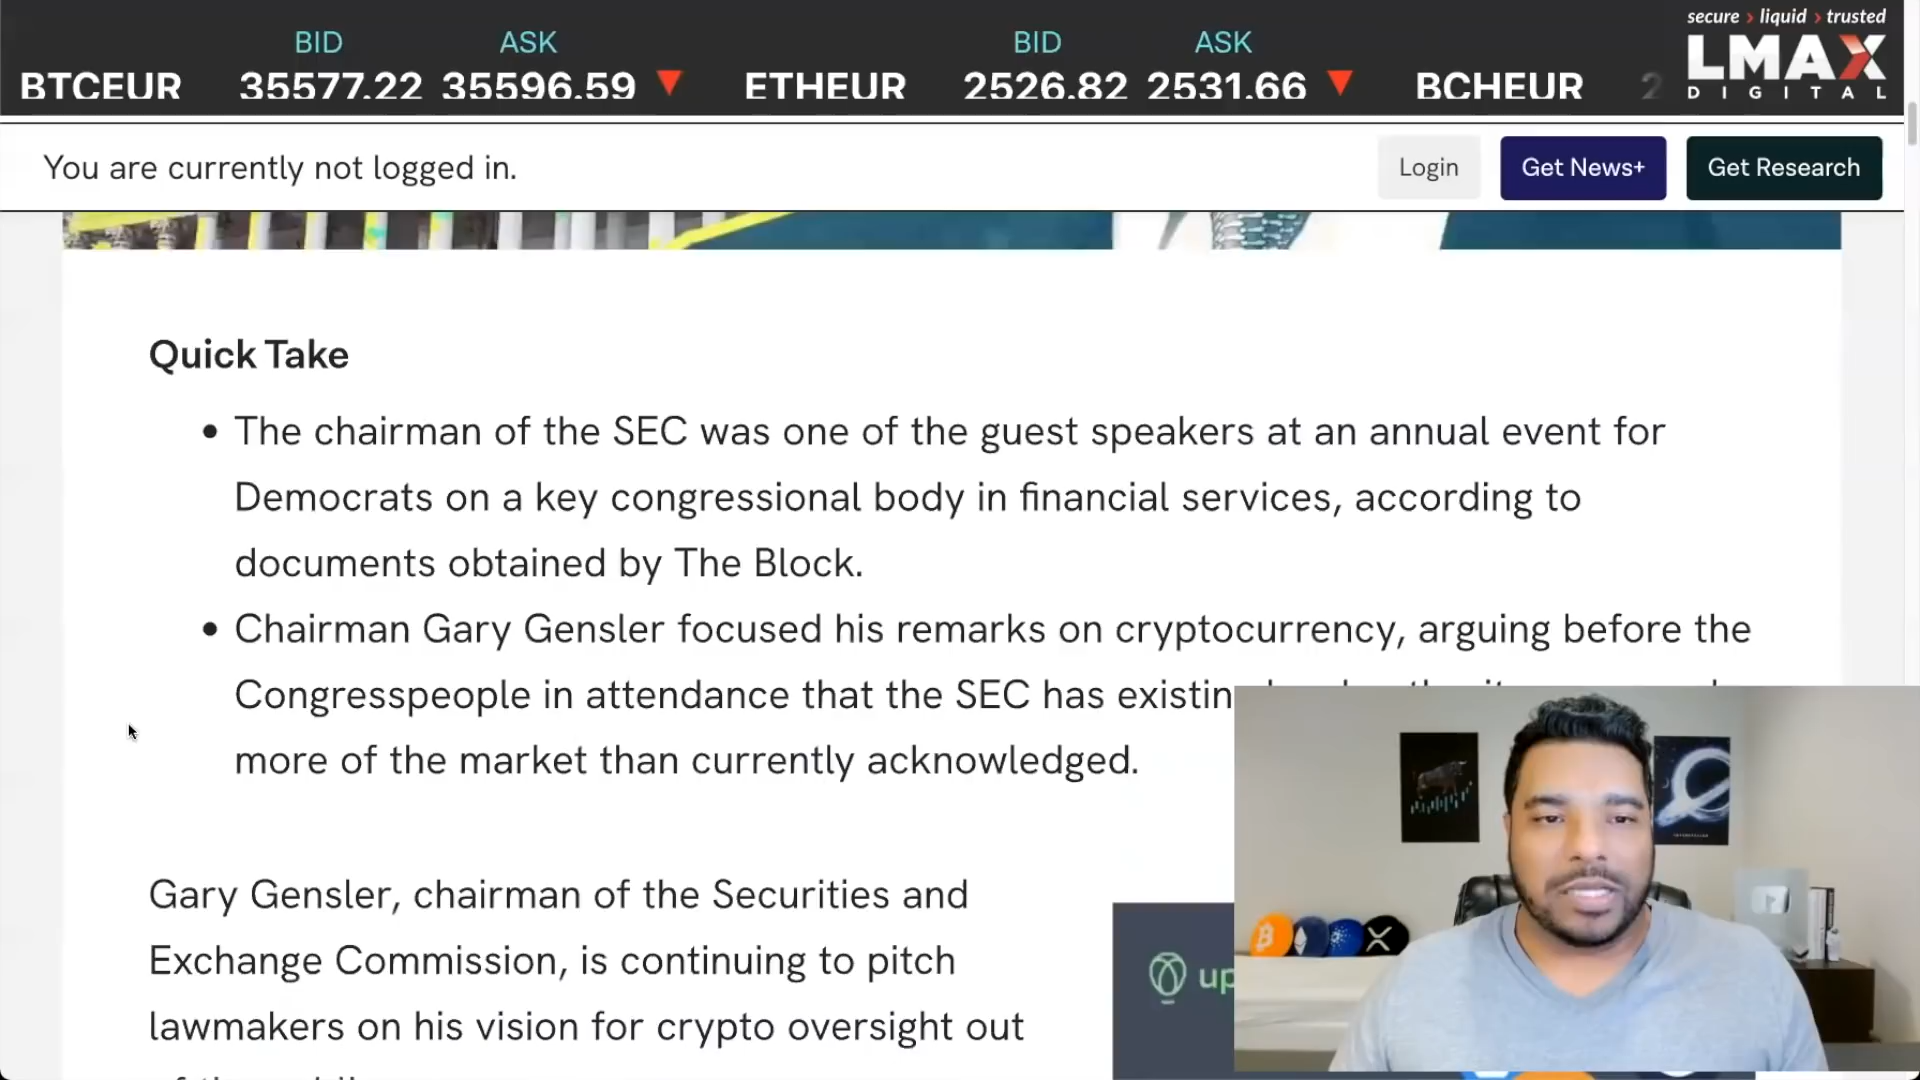 secure › liquid › trusted
BID ASK BID ASK
BTCEUR 35577.22 35596.59 ETHEUR 2526.82 2531.66 BCHEUR 2 LMAX
DIGITAL
You are currently not logged in. Login Get News+ Get Research
Quick Take
• The chairman of the SEC was one of the guest speakers at an annual event for
Democrats on a key congressional body in financial services, according to
documents obtained by The Block.
• Chairman Gary Gensler focused his remarks on cryptocurrency, arguing before the
Congresspeople in attendance that the SEC has existin
more of the market than currently acknowledged.
Gary Gensler, chairman of the Securities and
Exchange Commission, is continuing to pitch
up
lawmakers on his vision for crypto oversight out